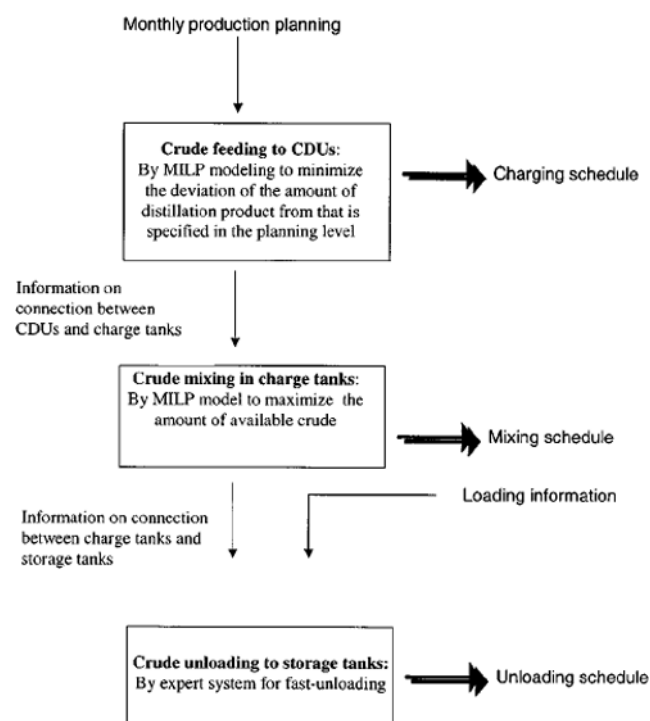 Monthly production planning
Crude feeding to CDUs:
By MILP modeling to minimize
the deviation of the amount of
distillation product from that is
specified in the planning level
Charging schedule
Information on
connection between
CDUs and charge tanks
Crude mixing in charge tanks:
By MILP model to maximize the
amount of available crude
Mixing schedule
Loading information
Information on connection
between charge tanks and
storage tanks
Crude unloading to storage tanks:
By expert system for fast-unloading
Unloading schedule